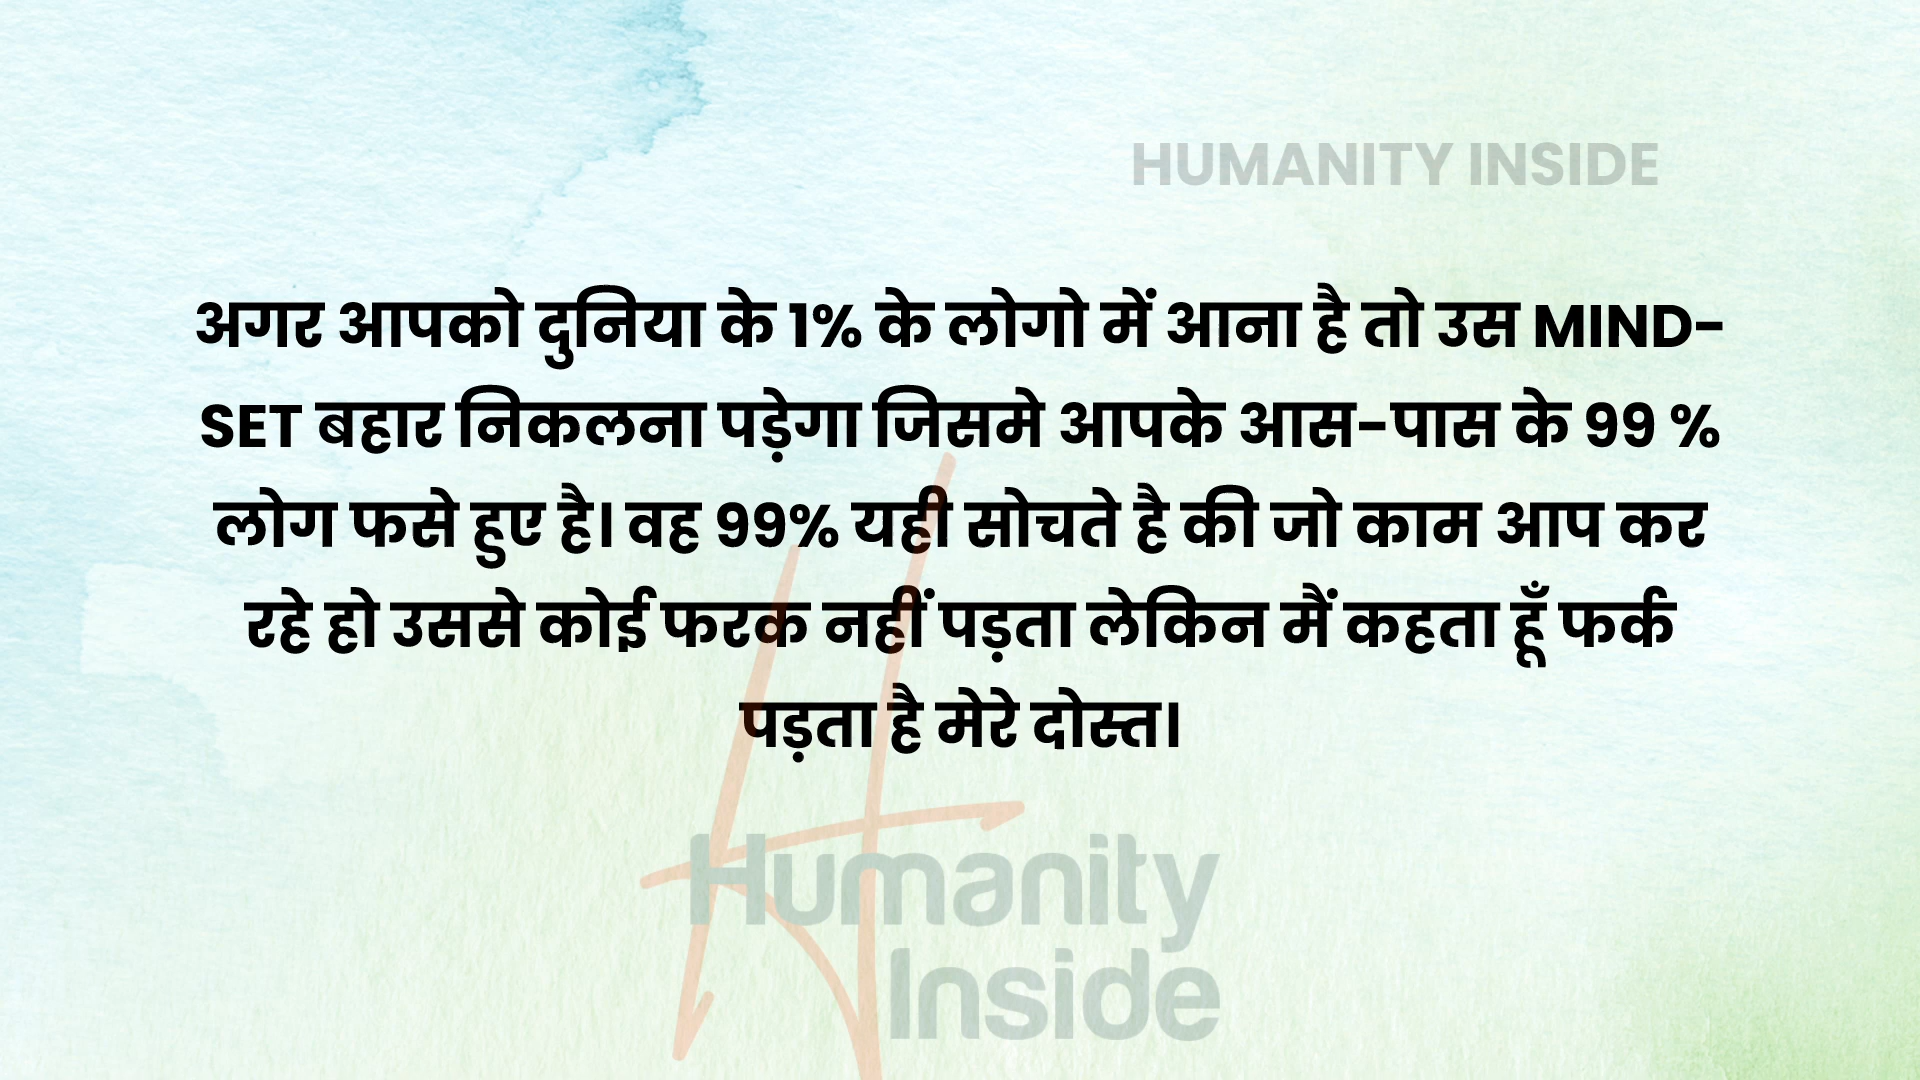 HUMANITY INSIDE
अगर आपको दुनिया के 1% के लोगो में आना है तो उस MIND-
SET बहार निकलना पड़ेगा जिसमे आपके आस-पास के 99 %
लोग फसे हुए है। वह 99% यही सोचते है की जो काम आप कर
रहे हो उससे कोई फरक नहीं पड़ता लेकिन मैं कहता हूँ फर्क
पड़ता है मेरे दोस्त।
Humanity
Inside